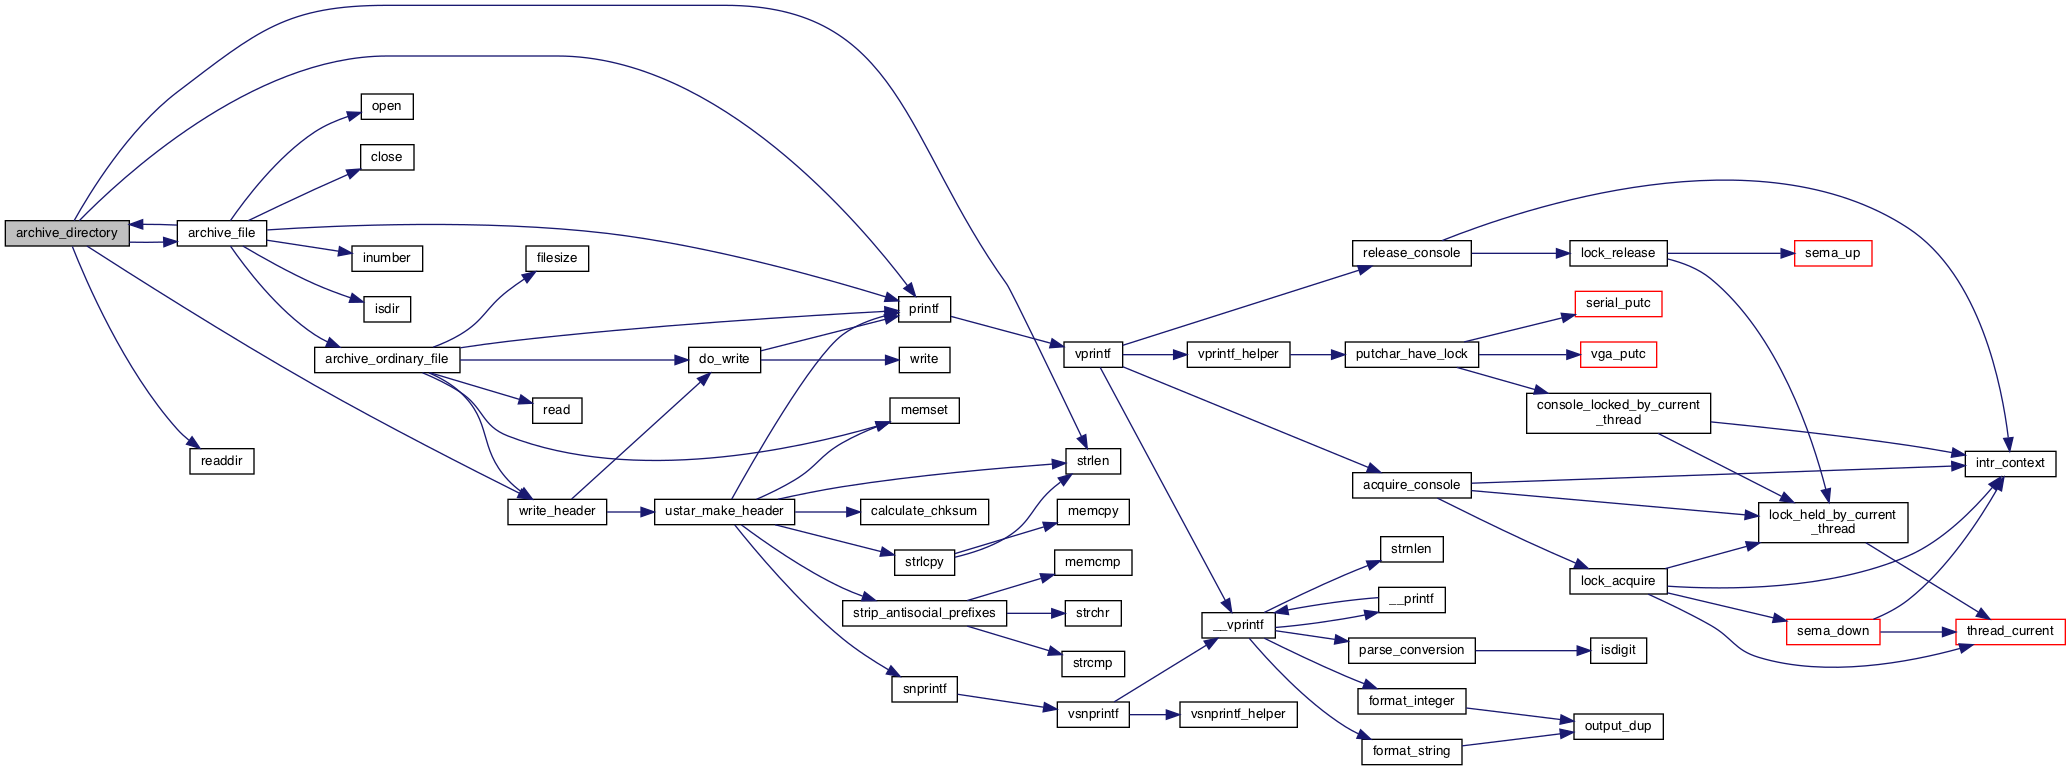 archive_directory
archive_file
open
close
inumber
isdir
archive_ordinary_file
readdir
filesize
read
write_header
do_write
ustar_make_header
printf
write
memset
calculate_chksum
strlcpy
strip_antisocial_prefixes
snprintf
strlen
memcpy
memcmp
strchr
strcmp
vsnprintf
vprintf
vprintf_helper
__vprintf
vsnprintf_helper
release_console
putchar_have_lock
acquire_console
strnlen
__printf
parse_conversion
format_integer
format_string
lock_release
serial_putc
vga_putc
console_locked_by_current
_thread
lock_acquire
isdigit
output_dup
sema_up
lock_held_by_current
_thread
sema_down
intr_context
thread_current